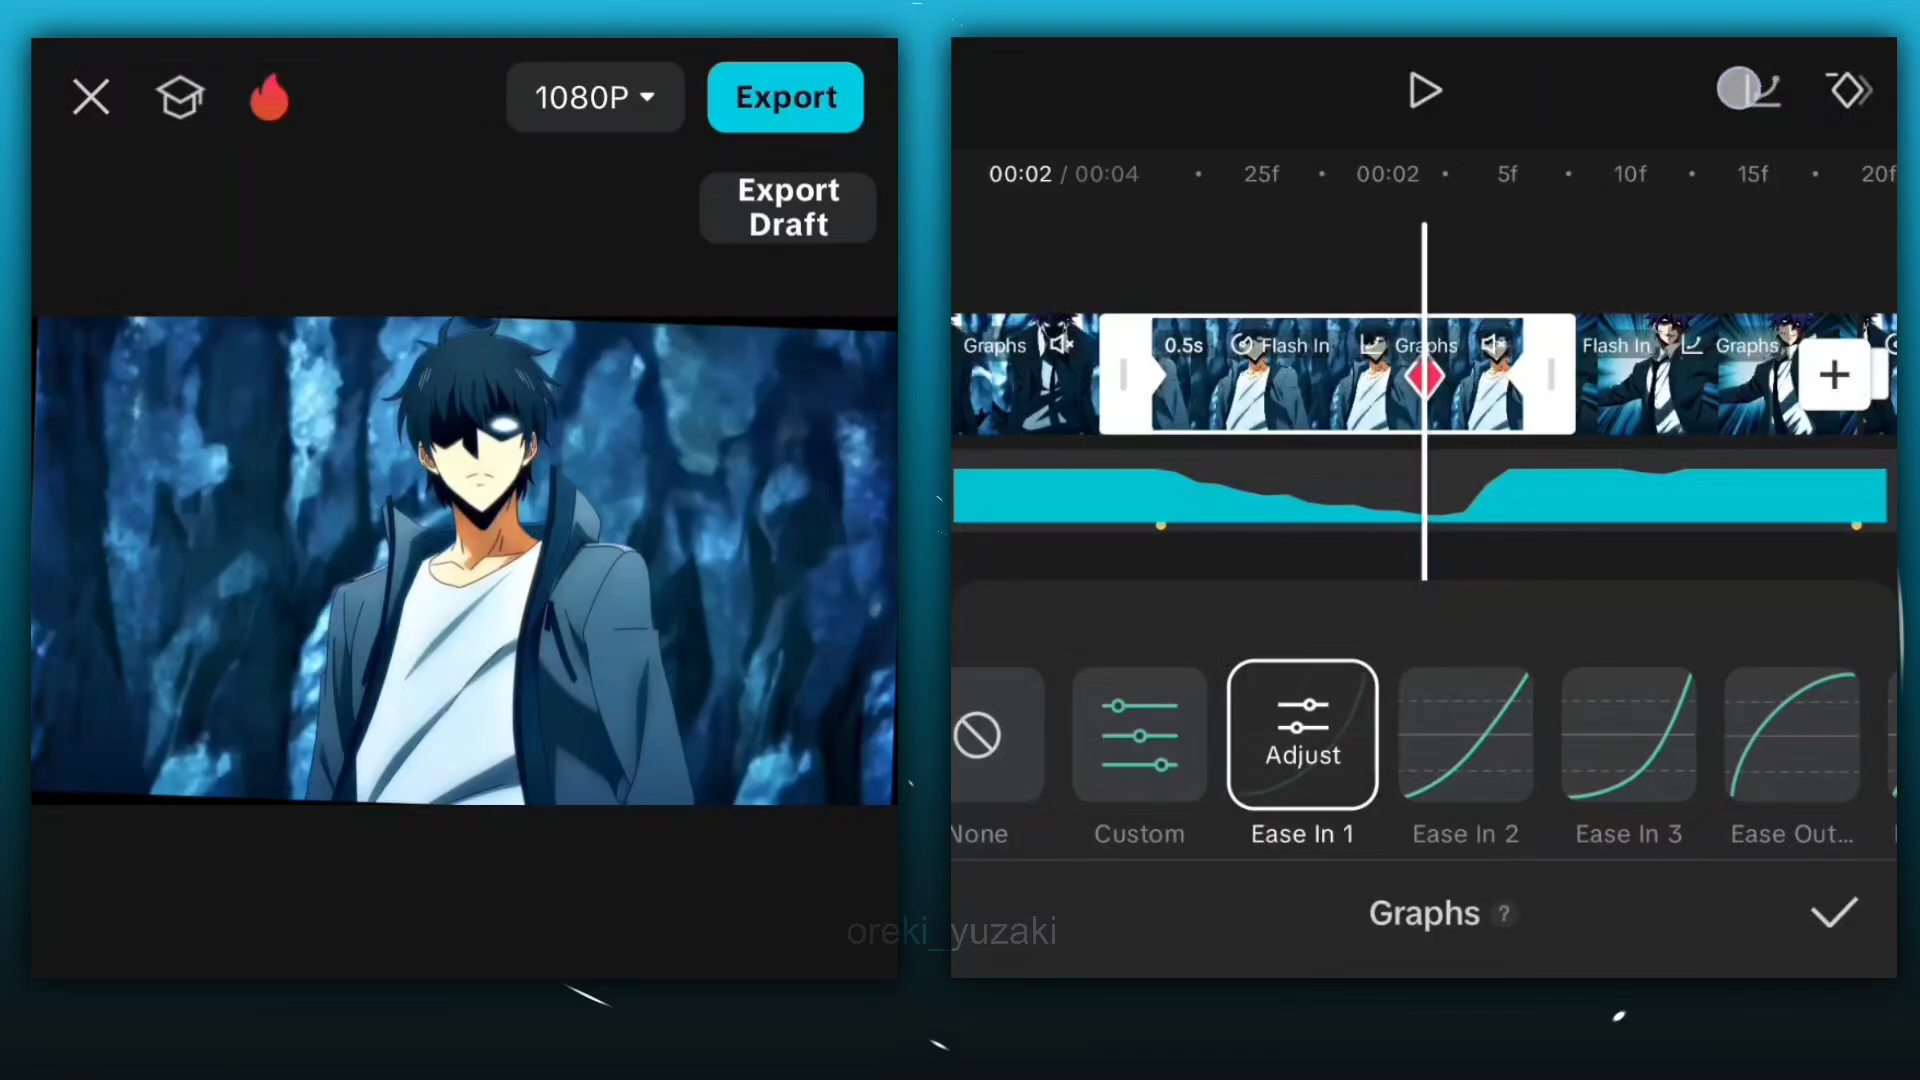 1080P
Export
Export
Draft
00:02 / 00:04
25f
00:02
5f
10f
15f
20f
Graphs
0.5s
Flash In
Graphs
Flash In
Graphs
Adjust
None
Custom
Ease In 1
Ease In 2
Ease In 3
Ease Out...
Graphs ?
oreki_yuzaki